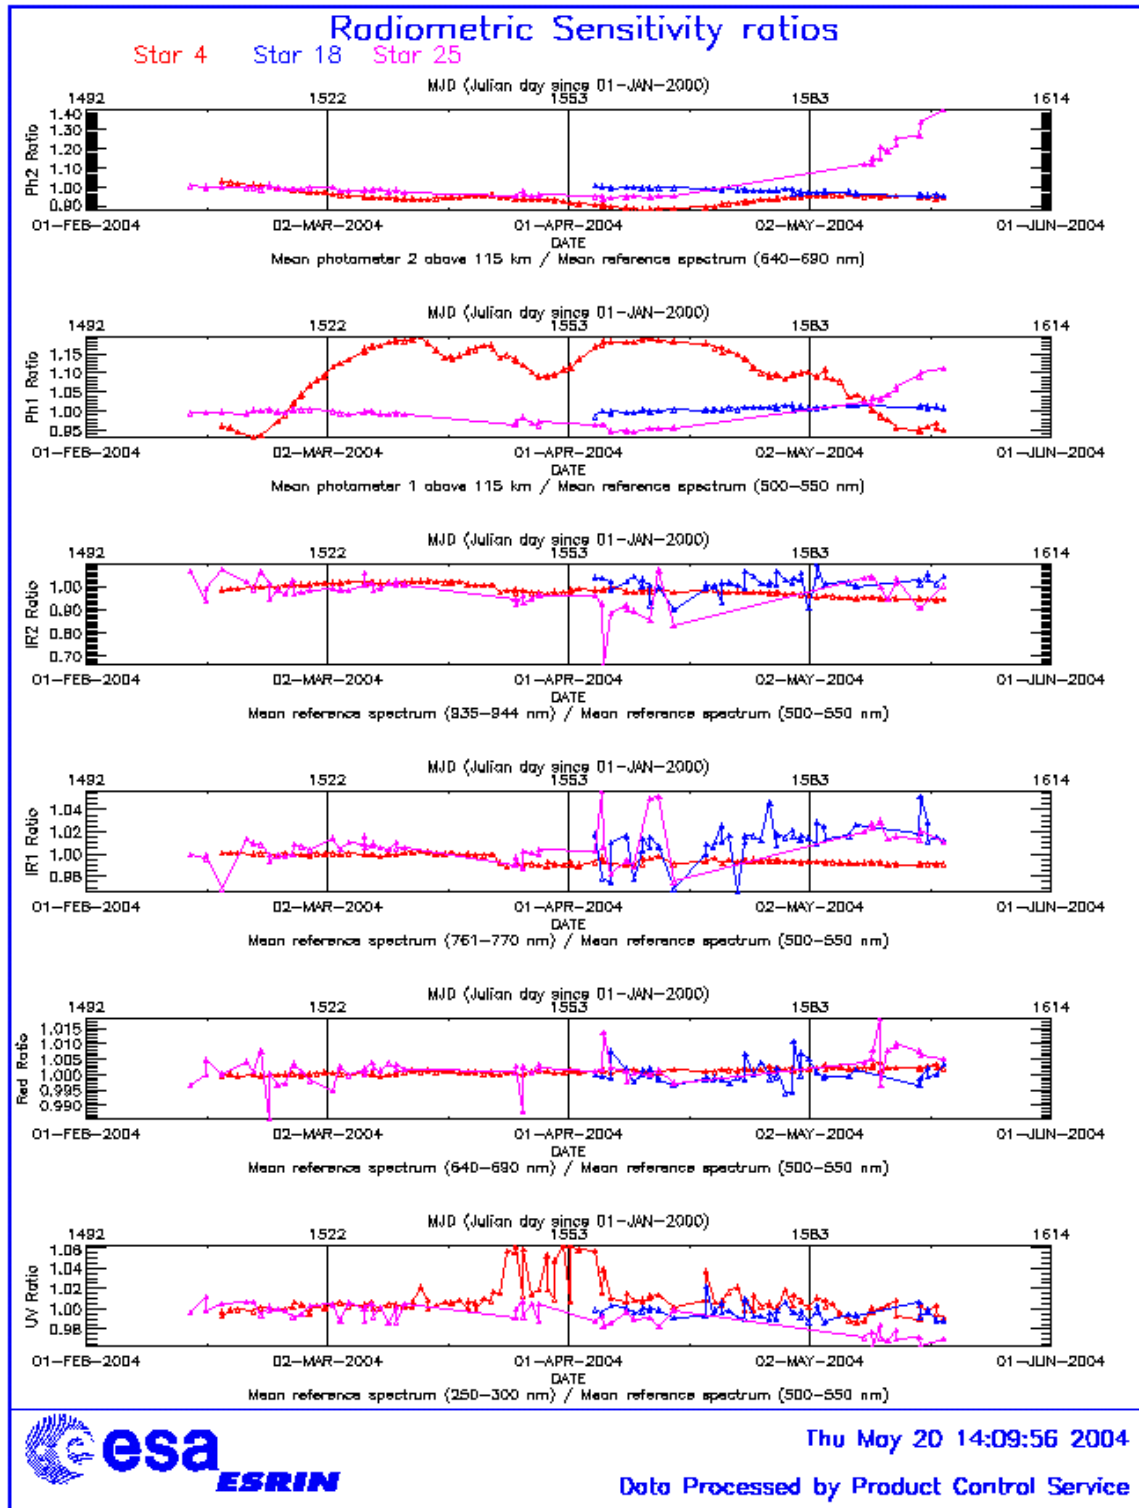 Radiometric Sensitivity ratios
Star 4 Star 18 Star 25
MJD (Julian day since 01-JAN-2000)
1492 1522 1553 1583 1614
Ph2 Ratio
1.40
1.30
1.20
1.10
1.00
0.90
01-FEB-2004 02-MAR-2004 01-APR-2004 02-MAY-2004 01-JUN-2004
DATE
Mean photometer 2 above 115 km / Mean reference spectrum (640-690 nm)
MJD (Julian day since 01-JAN-2000)
1492 1522 1553 1583 1614
Ph1 Ratio
1.15
1.10
1.05
1.00
0.95
01-FEB-2004 02-MAR-2004 01-APR-2004 02-MAY-2004 01-JUN-2004
DATE
Mean photometer 1 above 115 km / Mean reference spectrum (500-550 nm)
MJD (Julian day since 01-JAN-2000)
1492 1522 1553 1583 1614
IR2 Ratio
1.00
0.90
0.80
0.70
01-FEB-2004 02-MAR-2004 01-APR-2004 02-MAY-2004 01-JUN-2004
DATE
Mean reference spectrum (935-944 nm) / Mean reference spectrum (500-550 nm)
MJD (Julian day since 01-JAN-2000)
1492 1522 1553 1583 1614
IR1 Ratio
1.04
1.02
1.00
0.98
01-FEB-2004 02-MAR-2004 01-APR-2004 02-MAY-2004 01-JUN-2004
DATE
Mean reference spectrum (761-770 nm) / Mean reference spectrum (500-550 nm)
MJD (Julian day since 01-JAN-2000)
1492 1522 1553 1583 1614
Red Ratio
1.015
1.010
1.005
1.000
0.995
0.990
01-FEB-2004 02-MAR-2004 01-APR-2004 02-MAY-2004 01-JUN-2004
DATE
Mean reference spectrum (640-690 nm) / Mean reference spectrum (500-550 nm)
MJD (Julian day since 01-JAN-2000)
1492 1522 1553 1583 1614
UV Ratio
1.06
1.04
1.02
1.00
0.98
01-FEB-2004 02-MAR-2004 01-APR-2004 02-MAY-2004 01-JUN-2004
DATE
Mean reference spectrum (250-300 nm) / Mean reference spectrum (500-550 nm)
esa
ESRIN
Thu May 20 14:09:56 2004
Data Processed by Product Control Service